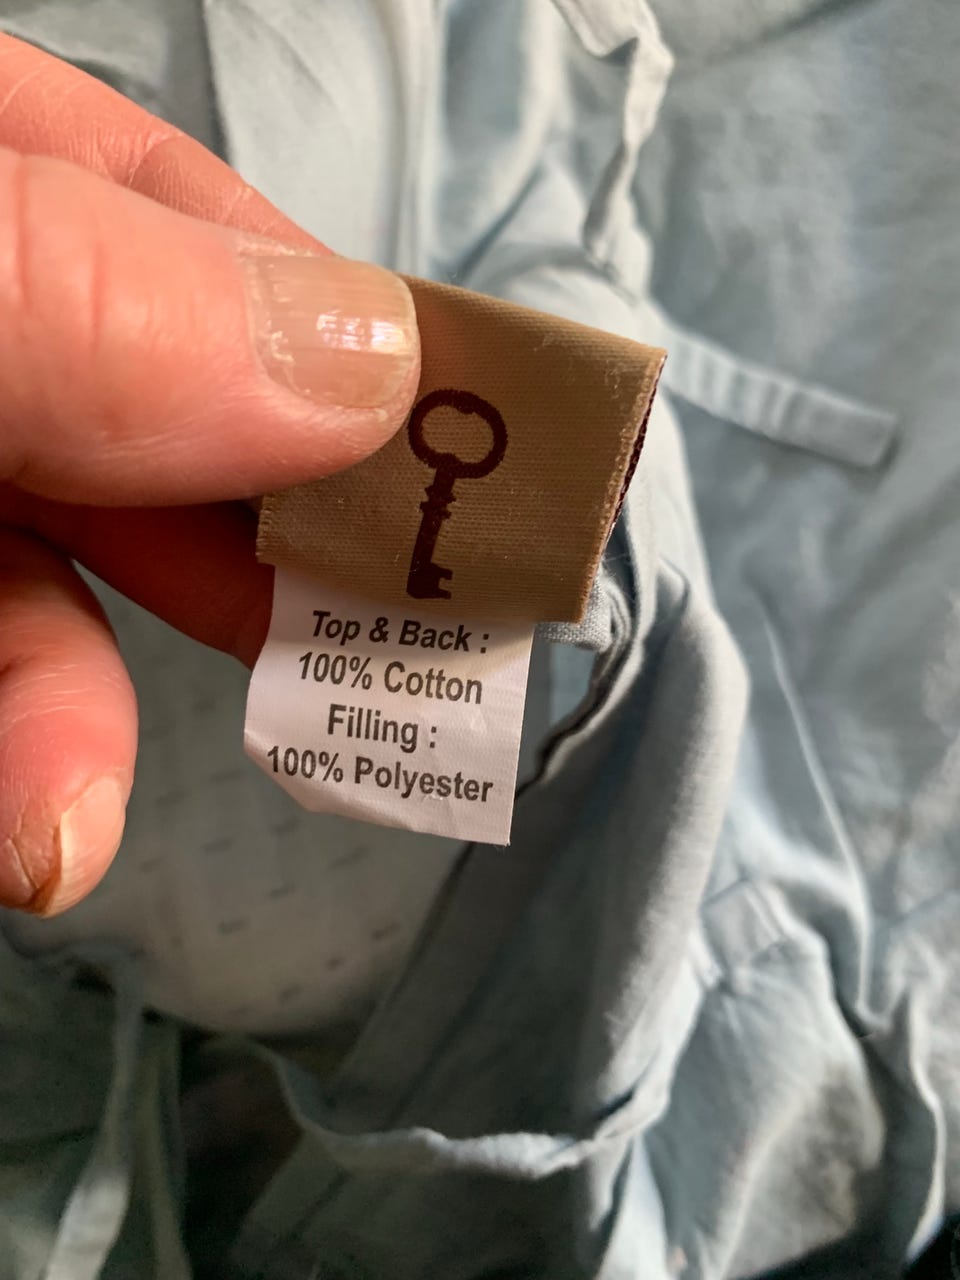 Top & Back :
100% Cotton
Filling :
100% Polyester